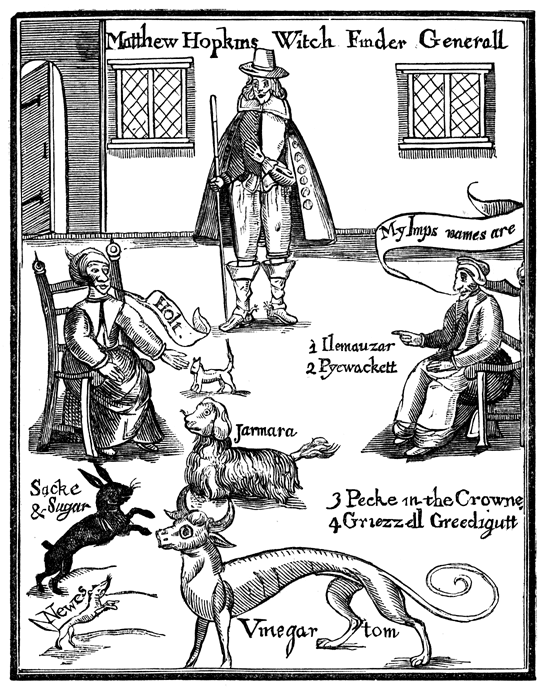 Matthew Hopkins Witch Finder Generall
My Imps names are
Holt
1 Ilemauzar
2 Pyewackett
Jarmara
Sacke
& Sugar
3 Pecke in the Crowne
4 Griezzell Greedigutt
Newes
Vinegar tom